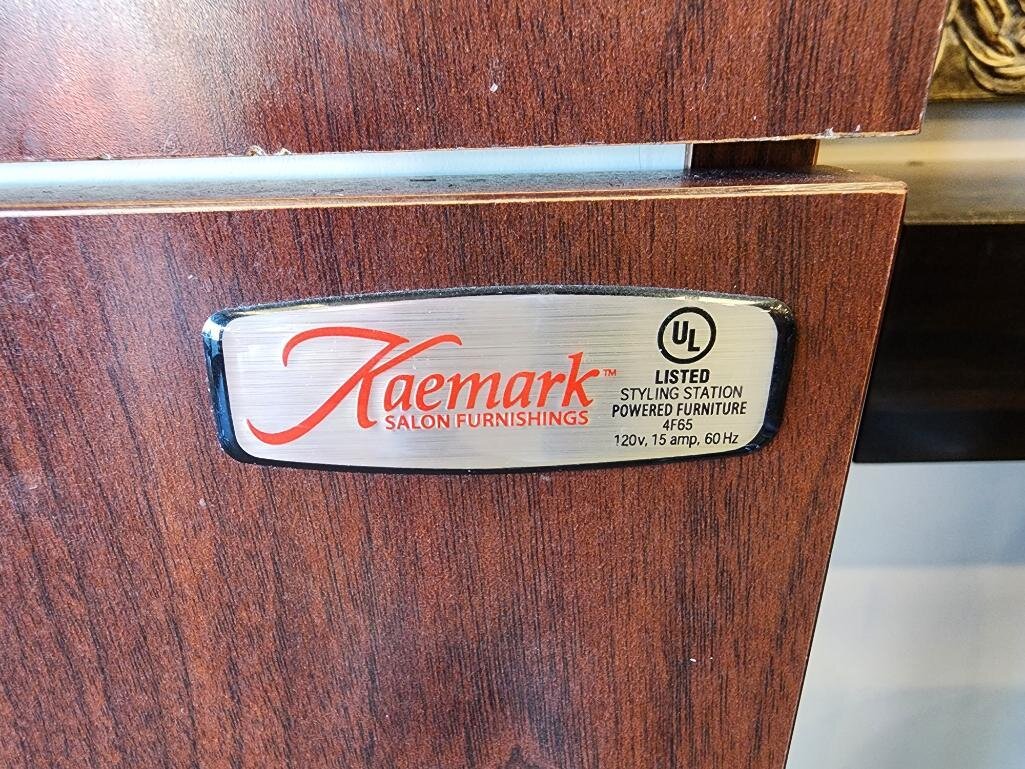 Kaemark™
SALON FURNISHINGS
UL
LISTED
STYLING STATION
POWERED FURNITURE
4F65
120v, 15 amp, 60 Hz